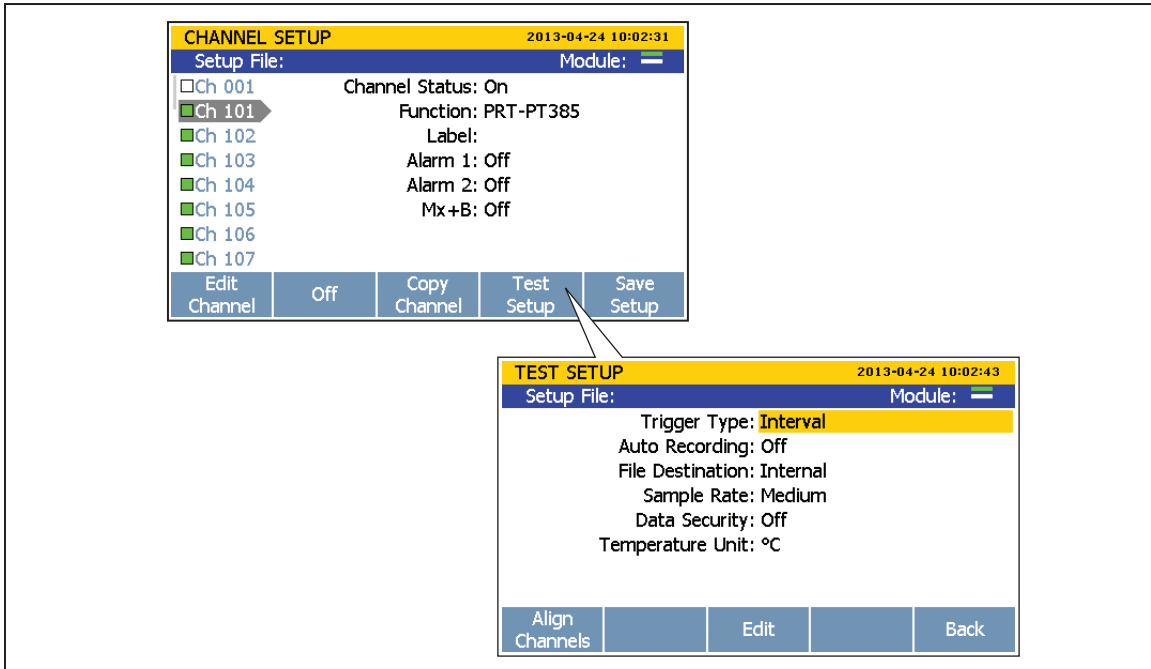 CHANNEL SETUP 2013-04-24 10:02:31
Setup File: Module:
Ch 001 Channel Status: On
Ch 101 Function: PRT-PT385
Ch 102 Label:
Ch 103 Alarm 1: Off
Ch 104 Alarm 2: Off
Ch 105 Mx+B: Off
Ch 106
Ch 107
Edit Channel Off Copy Channel Test Setup Save Setup
TEST SETUP 2013-04-24 10:02:43
Setup File: Module:
Trigger Type: Interval
Auto Recording: Off
File Destination: Internal
Sample Rate: Medium
Data Security: Off
Temperature Unit: °C
Align Channels Edit Back